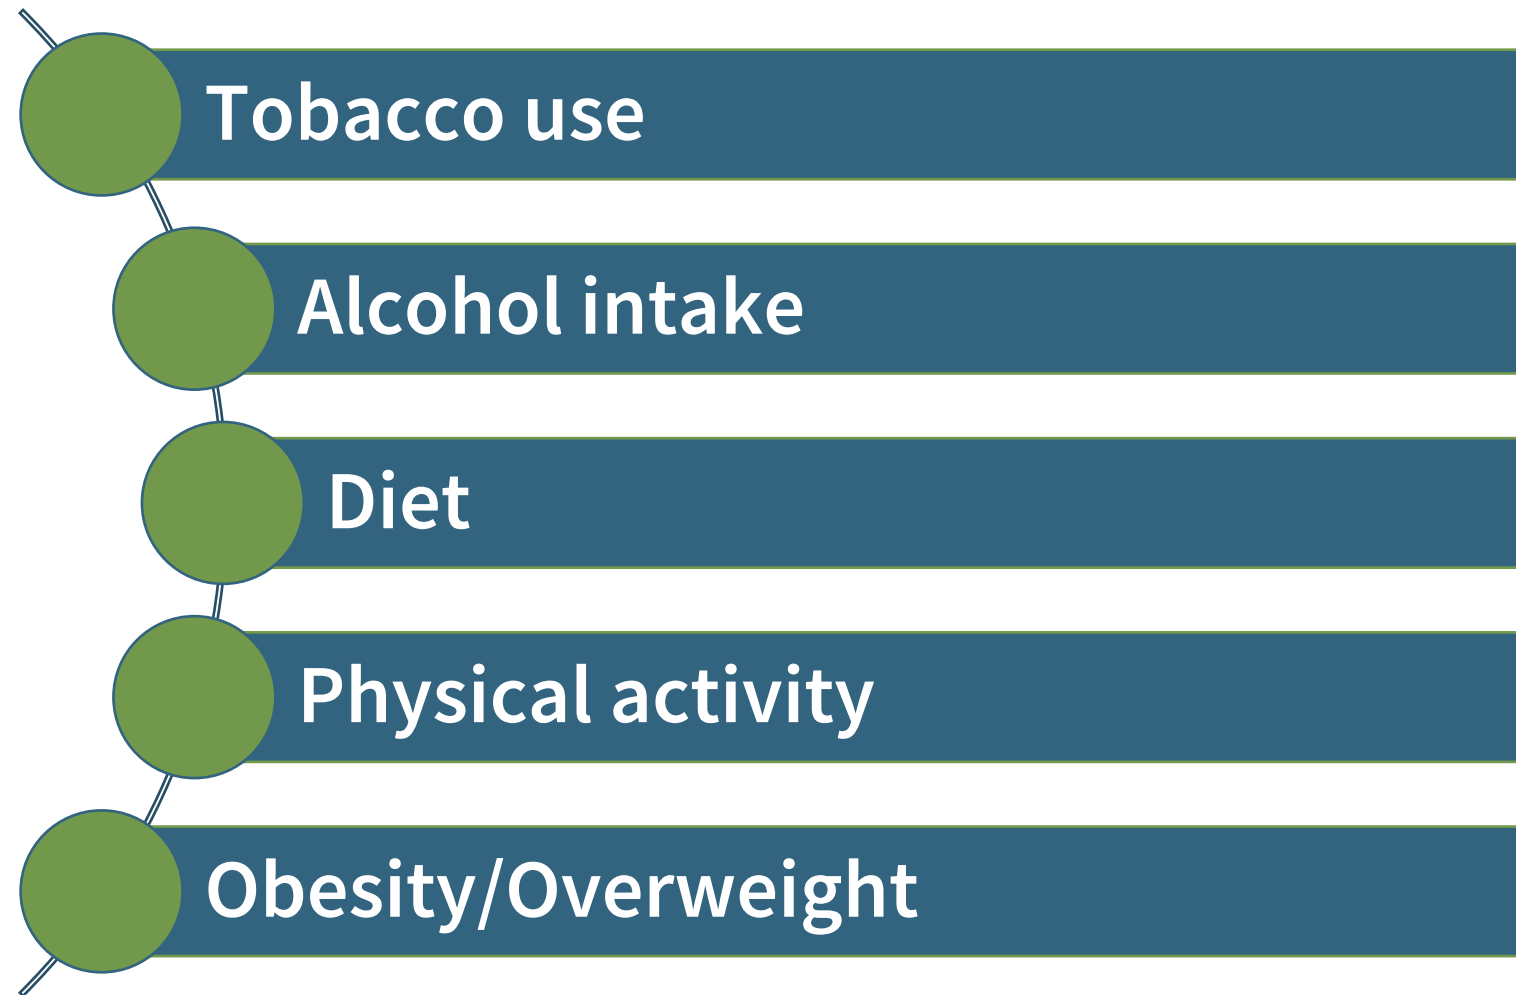 Tobacco use
Alcohol intake
Diet
Physical activity
Obesity/Overweight